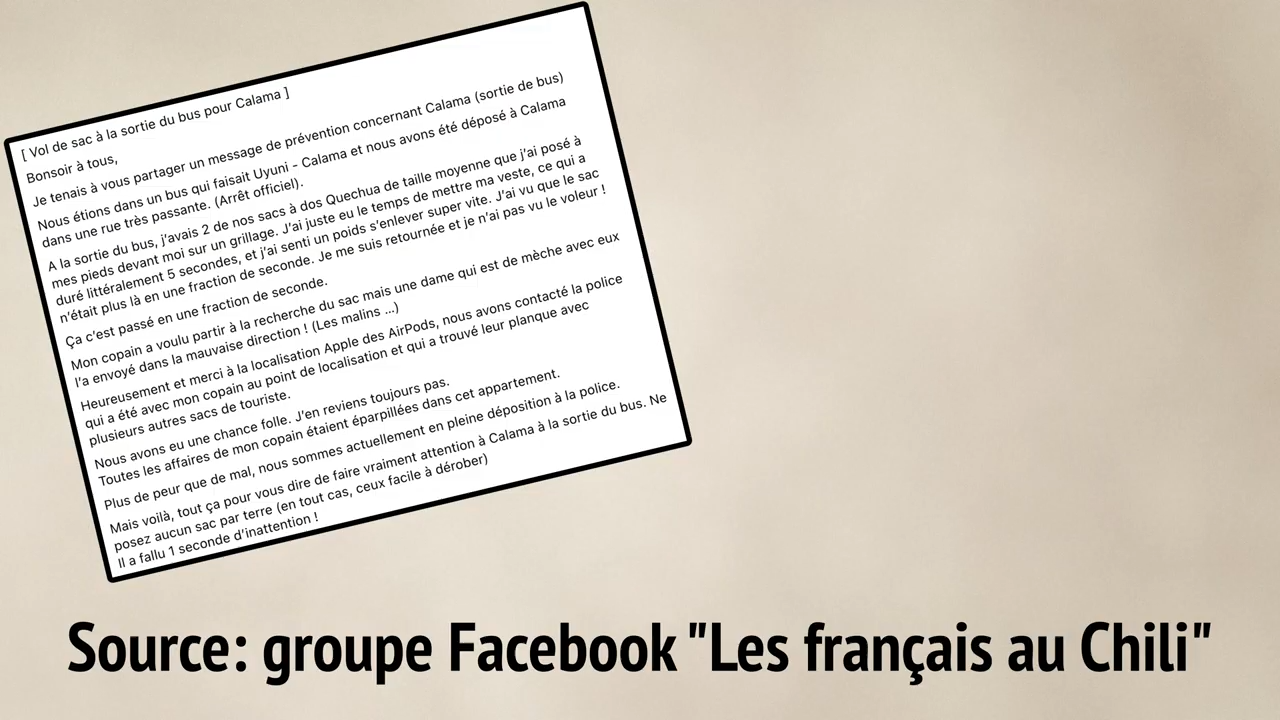 [ Vol de sac à la sortie du bus pour Calama ]
Bonsoir à tous,
Je tenais à vous partager un message de prévention concernant Calama (sortie de bus)
Nous étions dans un bus qui faisait Uyuni - Calama et nous avons été déposé à Calama
dans une rue très passante. (Arrêt officiel).
A la sortie du bus, j'avais 2 de nos sacs à dos Quechua de taille moyenne que j'ai posé à
mes pieds devant moi sur un grillage. J'ai juste eu le temps de mettre ma veste, ce qui a
duré littéralement 5 secondes, et j'ai senti un poids s'enlever super vite. J'ai vu que le sac
n'était plus là en une fraction de seconde. Je me suis retournée et je n'ai pas vu le voleur !
Ça c'est passé en une fraction de seconde.
Mon copain a voulu partir à la recherche du sac mais une dame qui est de mèche avec eux
l'a envoyé dans la mauvaise direction ! (Les malins ...)
Heureusement et merci à la localisation Apple des AirPods, nous avons contacté la police
qui a été avec mon copain au point de localisation et qui a trouvé leur planque avec
plusieurs autres sacs de touriste.
Nous avons eu une chance folle. J'en reviens toujours pas.
Toutes les affaires de mon copain étaient éparpillées dans cet appartement.
Plus de peur que de mal, nous sommes actuellement en pleine déposition à la police.
Mais voilà, tout ça pour vous dire de faire vraiment attention à Calama à la sortie du bus. Ne
posez aucun sac par terre (en tout cas, ceux facile à dérober)
Il a fallu 1 seconde d'inattention !
Source: groupe Facebook "Les français au Chili"